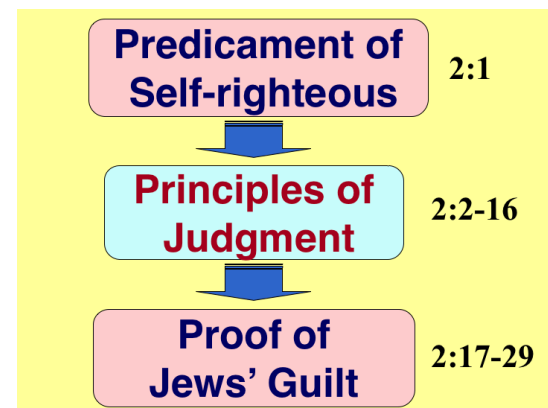 Predicament of
Self-righteous
2:1
Principles of
Judgment
2:2-16
Proof of
Jews’ Guilt
2:17-29